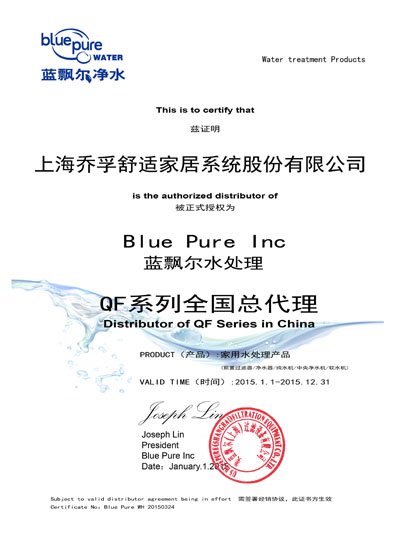 bluepure
WATER
蓝飘尔净水
Water treatment Products
This is to certify that
兹证明
上海乔孚舒适家居系统股份有限公司
is the authorized distributor of
被正式授权为
Blue Pure Inc
蓝飘尔水处理
QF系列全国总代理
Distributor of QF Series in China
PRODUCT（产品）:家用水处理产品
(前置过滤器/净水器/纯水机/中央净水机/软水机)
VALID TIME（时间）:2015.1.1-2015.12.31
Joseph Lin
Joseph Lin
President
Blue Pure Inc
Date: January.1.2015
Subject to valid distributor agreement being in effort 需签署经销协议，此证书方生效
Certificate No: Blue Pure WH 20150324